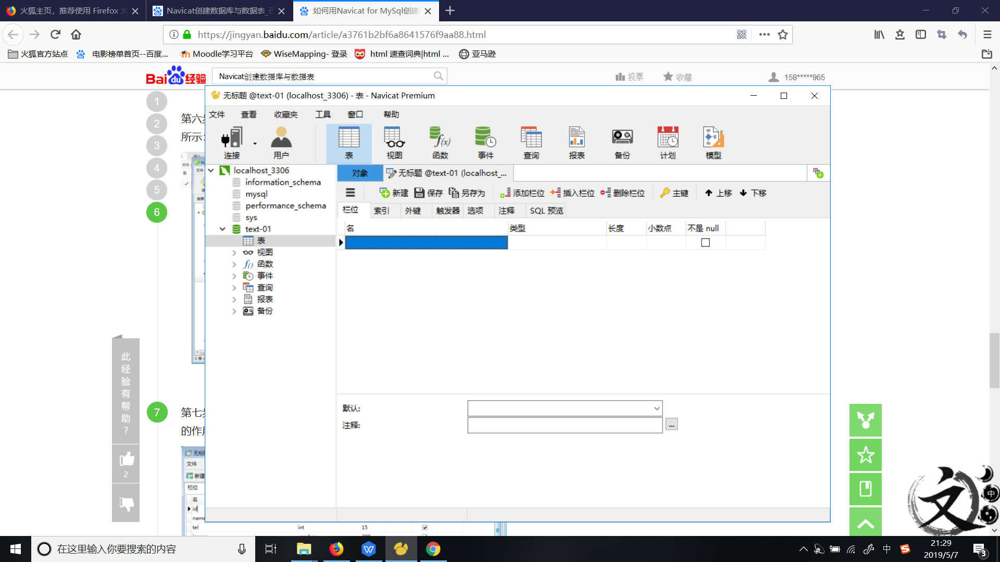 火狐主页，推荐使用 Firefox
Navicat创建数据库与数据表_百
如何用Navicat for MySql创建
https://jingyan.baidu.com/article/a3761b2bf6a8641576f9aa88.html
火狐官方站点
电影榜单首页--百度...
Moodle学习平台
WiseMapping- 登录
html 速查词典|html ...
亚马逊
Bai du 经验
Navicat创建数据库与数据表
投票
收藏
158*****965
1
2
3
4
5
6
7
第六
所示:
第七
的作
此经验有帮助?
2
无标题 @text-01 (localhost_3306) - 表 - Navicat Premium
文件 查看 收藏夹 工具 窗口 帮助
连接 用户 表 视图 函数 事件 查询 报表 备份 计划 模型
localhost_3306
information_schema
mysql
performance_schema
sys
text-01
表
视图
函数
事件
查询
报表
备份
对象
无标题 @text-01 (localhost_...
新建 保存 另存为 添加栏位 插入栏位 删除栏位 主键 上移 下移
栏位 索引 外键 触发器 选项 注释 SQL 预览
名 类型 长度 小数点 不是 null
默认:
注释:
...
文件
新建
栏位
名
id
name
tel int 15
文
中
在这里输入你要搜索的内容
中
21:29
2019/5/7
3